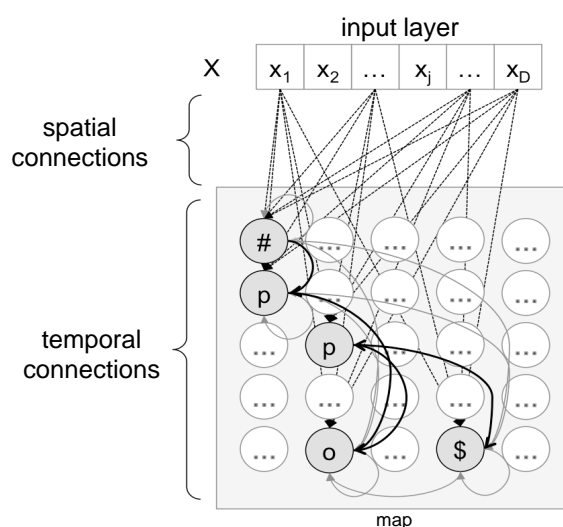 input layer
X x1 x2 ... xj ... xD
spatial
connections
# ... ... ... ...
p ... ... ... ...
temporal
connections
... p ... ... ...
... ... ... ... ...
... o ... $ ...
map